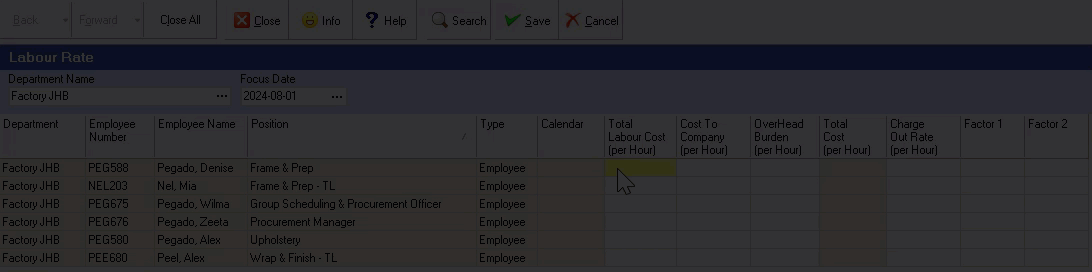 Back Forward Close All Close Info Help Search Save Cancel
Labour Rate
Department Name Focus Date
Factory JHB ... 2024-08-01 ...
Department Employee Number Employee Name Position / Type Calendar Total Labour Cost (per Hour) Cost To Company (per Hour) OverHead Burden (per Hour) Total Cost (per Hour) Charge Out Rate (per Hour) Factor 1 Factor 2
Factory JHB PEG588 Pegado, Denise Frame & Prep Employee
Factory JHB NEL203 Nel, Mia Frame & Prep - TL Employee
Factory JHB PEG675 Pegado, Wilma Group Scheduling & Procurement Officer Employee
Factory JHB PEG676 Pegado, Zeeta Procurement Manager Employee
Factory JHB PEG580 Pegado, Alex Upholstery Employee
Factory JHB PEE680 Peel, Alex Wrap & Finish - TL Employee